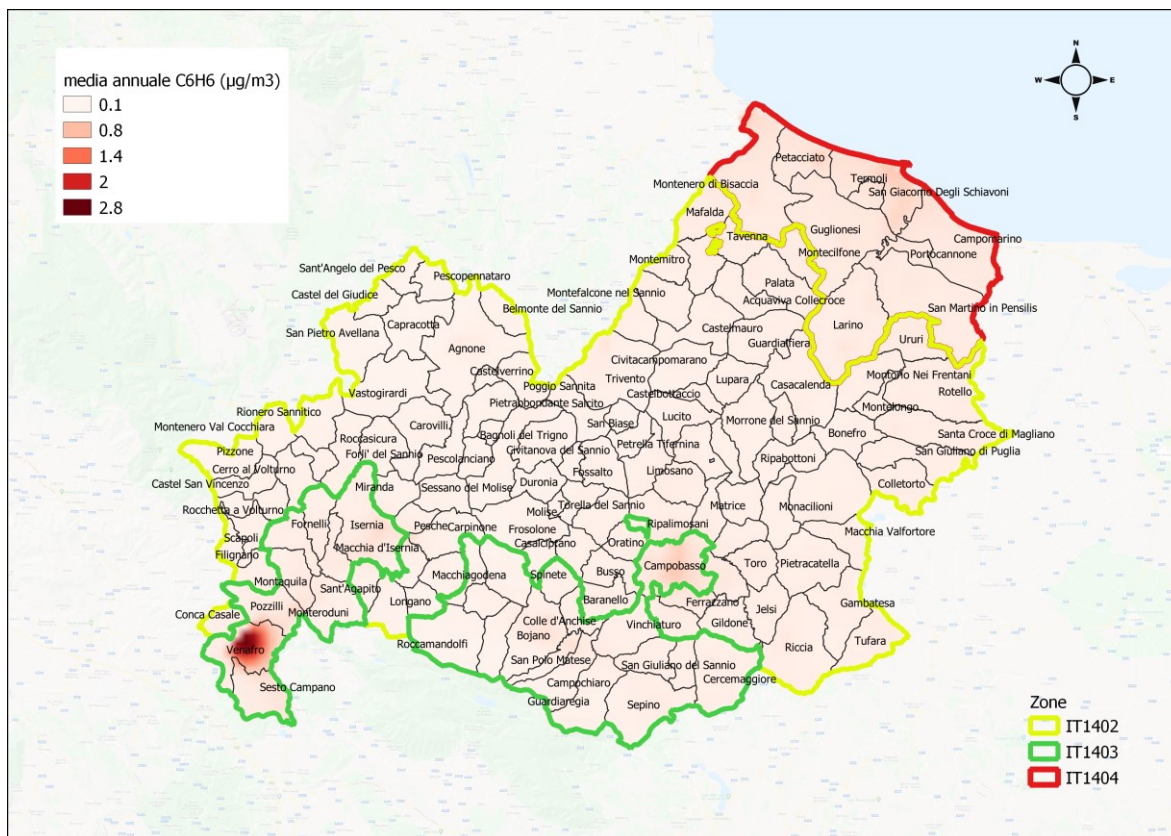 media annuale C6H6 (µg/m3)
0.1
0.8
1.4
2
2.8
N
W E
S
Petacciato
Termoli
Montenero di Bisaccia
San Giacomo Degli Schiavoni
Mafalda
Tavenna
Guglionesi
Campomarino
Montecilfone
Portocannone
Montemitro
Sant'Angelo del Pesco
Pescopennataro
Palata
Castel del Giudice
Montefalcone nel Sannio
Acquaviva Collecroce
Belmonte del Sannio
San Martino in Pensilis
San Pietro Avellana
Capracotta
Castelmauro
Larino
Agnone
Guardialfiera
Ururi
Civitacampomarano
Castelverrino
Montorio Nei Frentani
Poggio Sannita
Trivento
Lupara
Casacalenda
Vastogirardi
Castelbottaccio
Rotello
Pietrabbondante
Salcito
Rionero Sannitico
Lucito
Montelongo
Montenero Val Cocchiara
Carovilli
San Biase
Morrone del Sannio
Roccasicura
Bagnoli del Trigno
Bonefro
Santa Croce di Magliano
Pizzone
Forli' del Sannio
Civitanova del Sannio
Petrella Tifernina
San Giuliano di Puglia
Cerro al Volturno
Pescolanciano
Fossalto
Limosano
Ripabottoni
Castel San Vincenzo
Miranda
Sessano del Molise
Duronia
Colletorto
Rocchetta a Volturno
Torella del Sannio
Matrice
Monacilioni
Molise
Fornelli
Isernia
Pesche
Carpinone
Frosolone
Ripalimosani
Macchia Valfortore
Scapoli
Macchia d'Isernia
Casalciprano
Oratino
Filignano
Campobasso
Toro
Pietracatella
Montaquila
Sant'Agapito
Macchiagodena
Spinete
Busso
Conca Casale
Pozzilli
Monteroduni
Longano
Baranello
Ferrazzano
Jelsi
Gambatesa
Colle d'Anchise
Vinchiaturo
Gildone
Venafro
Roccamandolfi
Bojano
Riccia
Tufara
San Polo Matese
San Giuliano del Sannio
Sesto Campano
Campochiaro
Cercemaggiore
Guardiaregia
Sepino
Zone
IT1402
IT1403
IT1404